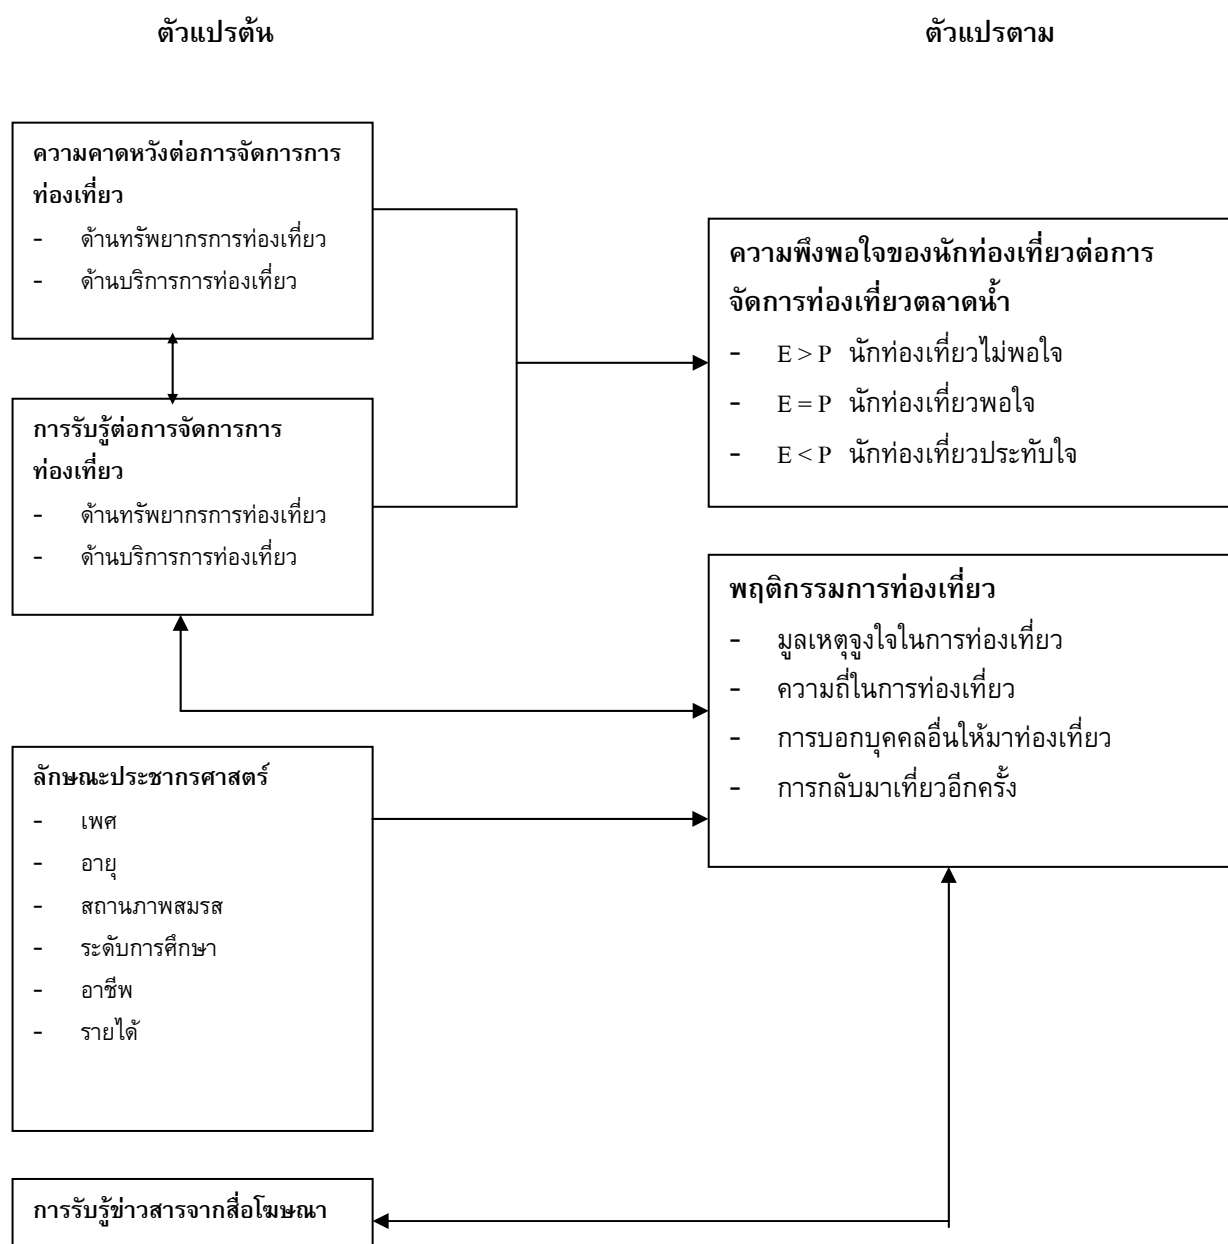 ตัวแปรต้น
ตัวแปรตาม
ความคาดหวังต่อการจัดการการ
ท่องเที่ยว
- ด้านทรัพยากรการท่องเที่ยว
- ด้านบริการการท่องเที่ยว
การรับรู้ต่อการจัดการการ
ท่องเที่ยว
- ด้านทรัพยากรการท่องเที่ยว
- ด้านบริการการท่องเที่ยว
ลักษณะประชากรศาสตร์
- เพศ
- อายุ
- สถานภาพสมรส
- ระดับการศึกษา
- อาชีพ
- รายได้
การรับรู้ข่าวสารจากสื่อโฆษณา
ความพึงพอใจของนักท่องเที่ยวต่อการ
จัดการท่องเที่ยวตลาดน้ำ
- E > P นักท่องเที่ยวไม่พอใจ
- E = P นักท่องเที่ยวพอใจ
- E < P นักท่องเที่ยวประทับใจ
พฤติกรรมการท่องเที่ยว
- มูลเหตุจูงใจในการท่องเที่ยว
- ความถี่ในการท่องเที่ยว
- การบอกบุคคลอื่นให้มาท่องเที่ยว
- การกลับมาเที่ยวอีกครั้ง